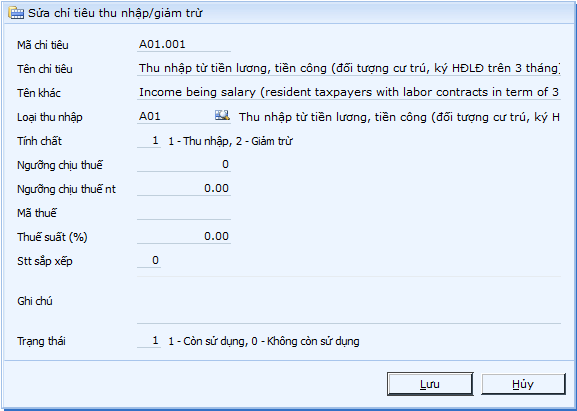 Sửa chỉ tiêu thu nhập/giảm trừ
Mã chỉ tiêu A01.001
Tên chỉ tiêu Thu nhập từ tiền lương, tiền công (đối tượng cư trú, ký HĐLĐ trên 3 tháng)
Tên khác Income being salary (resident taxpayers with labor contracts in term of 3
Loại thu nhập A01 Thu nhập từ tiền lương, tiền công (đối tượng cư trú, ký H
Tính chất 1 1 - Thu nhập, 2 - Giảm trừ
Ngưỡng chịu thuế 0
Ngưỡng chịu thuế nt 0.00
Mã thuế
Thuế suất (%) 0.00
Stt sắp xếp 0
Ghi chú
Trạng thái 1 1 - Còn sử dụng, 0 - Không còn sử dụng
Lưu Hủy